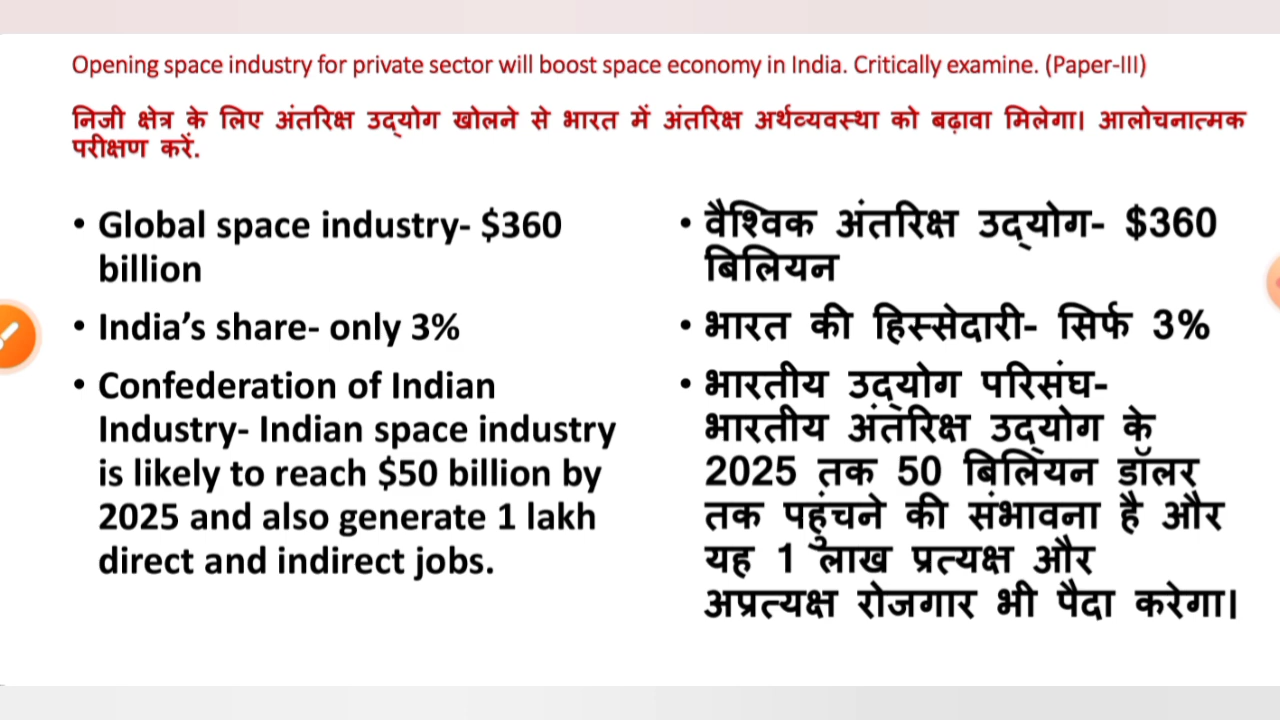 Opening space industry for private sector will boost space economy in India. Critically examine. (Paper-III)
निजी क्षेत्र के लिए अंतरिक्ष उद्योग खोलने से भारत में अंतरिक्ष अर्थव्यवस्था को बढ़ावा मिलेगा। आलोचनात्मक
परीक्षण करें.
• Global space industry- $360
billion
• India’s share- only 3%
• Confederation of Indian
Industry- Indian space industry
is likely to reach $50 billion by
2025 and also generate 1 lakh
direct and indirect jobs.
• वैश्विक अंतरिक्ष उद्योग- $360
बिलियन
• भारत की हिस्सेदारी- सिर्फ 3%
• भारतीय उद्योग परिसंघ-
भारतीय अंतरिक्ष उद्योग के
2025 तक 50 बिलियन डॉलर
तक पहुंचने की संभावना है और
यह 1 लाख प्रत्यक्ष और
अप्रत्यक्ष रोजगार भी पैदा करेगा।